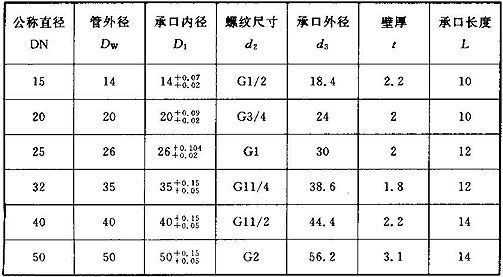 公称直径 管外径 承口内径 螺纹尺寸 承口外径 壁厚 承口长度
DN Dw D1 d2 d3 t L
15 14 14+0.07+0.02 G1/2 18.4 2.2 10
20 20 20+0.09+0.02 G3/4 24 2 10
25 26 26+0.104+0.02 G1 30 2 12
32 35 35+0.15+0.05 G11/4 38.6 1.8 12
40 40 40+0.15+0.05 G11/2 44.4 2.2 14
50 50 50+0.15+0.05 G2 56.2 3.1 14